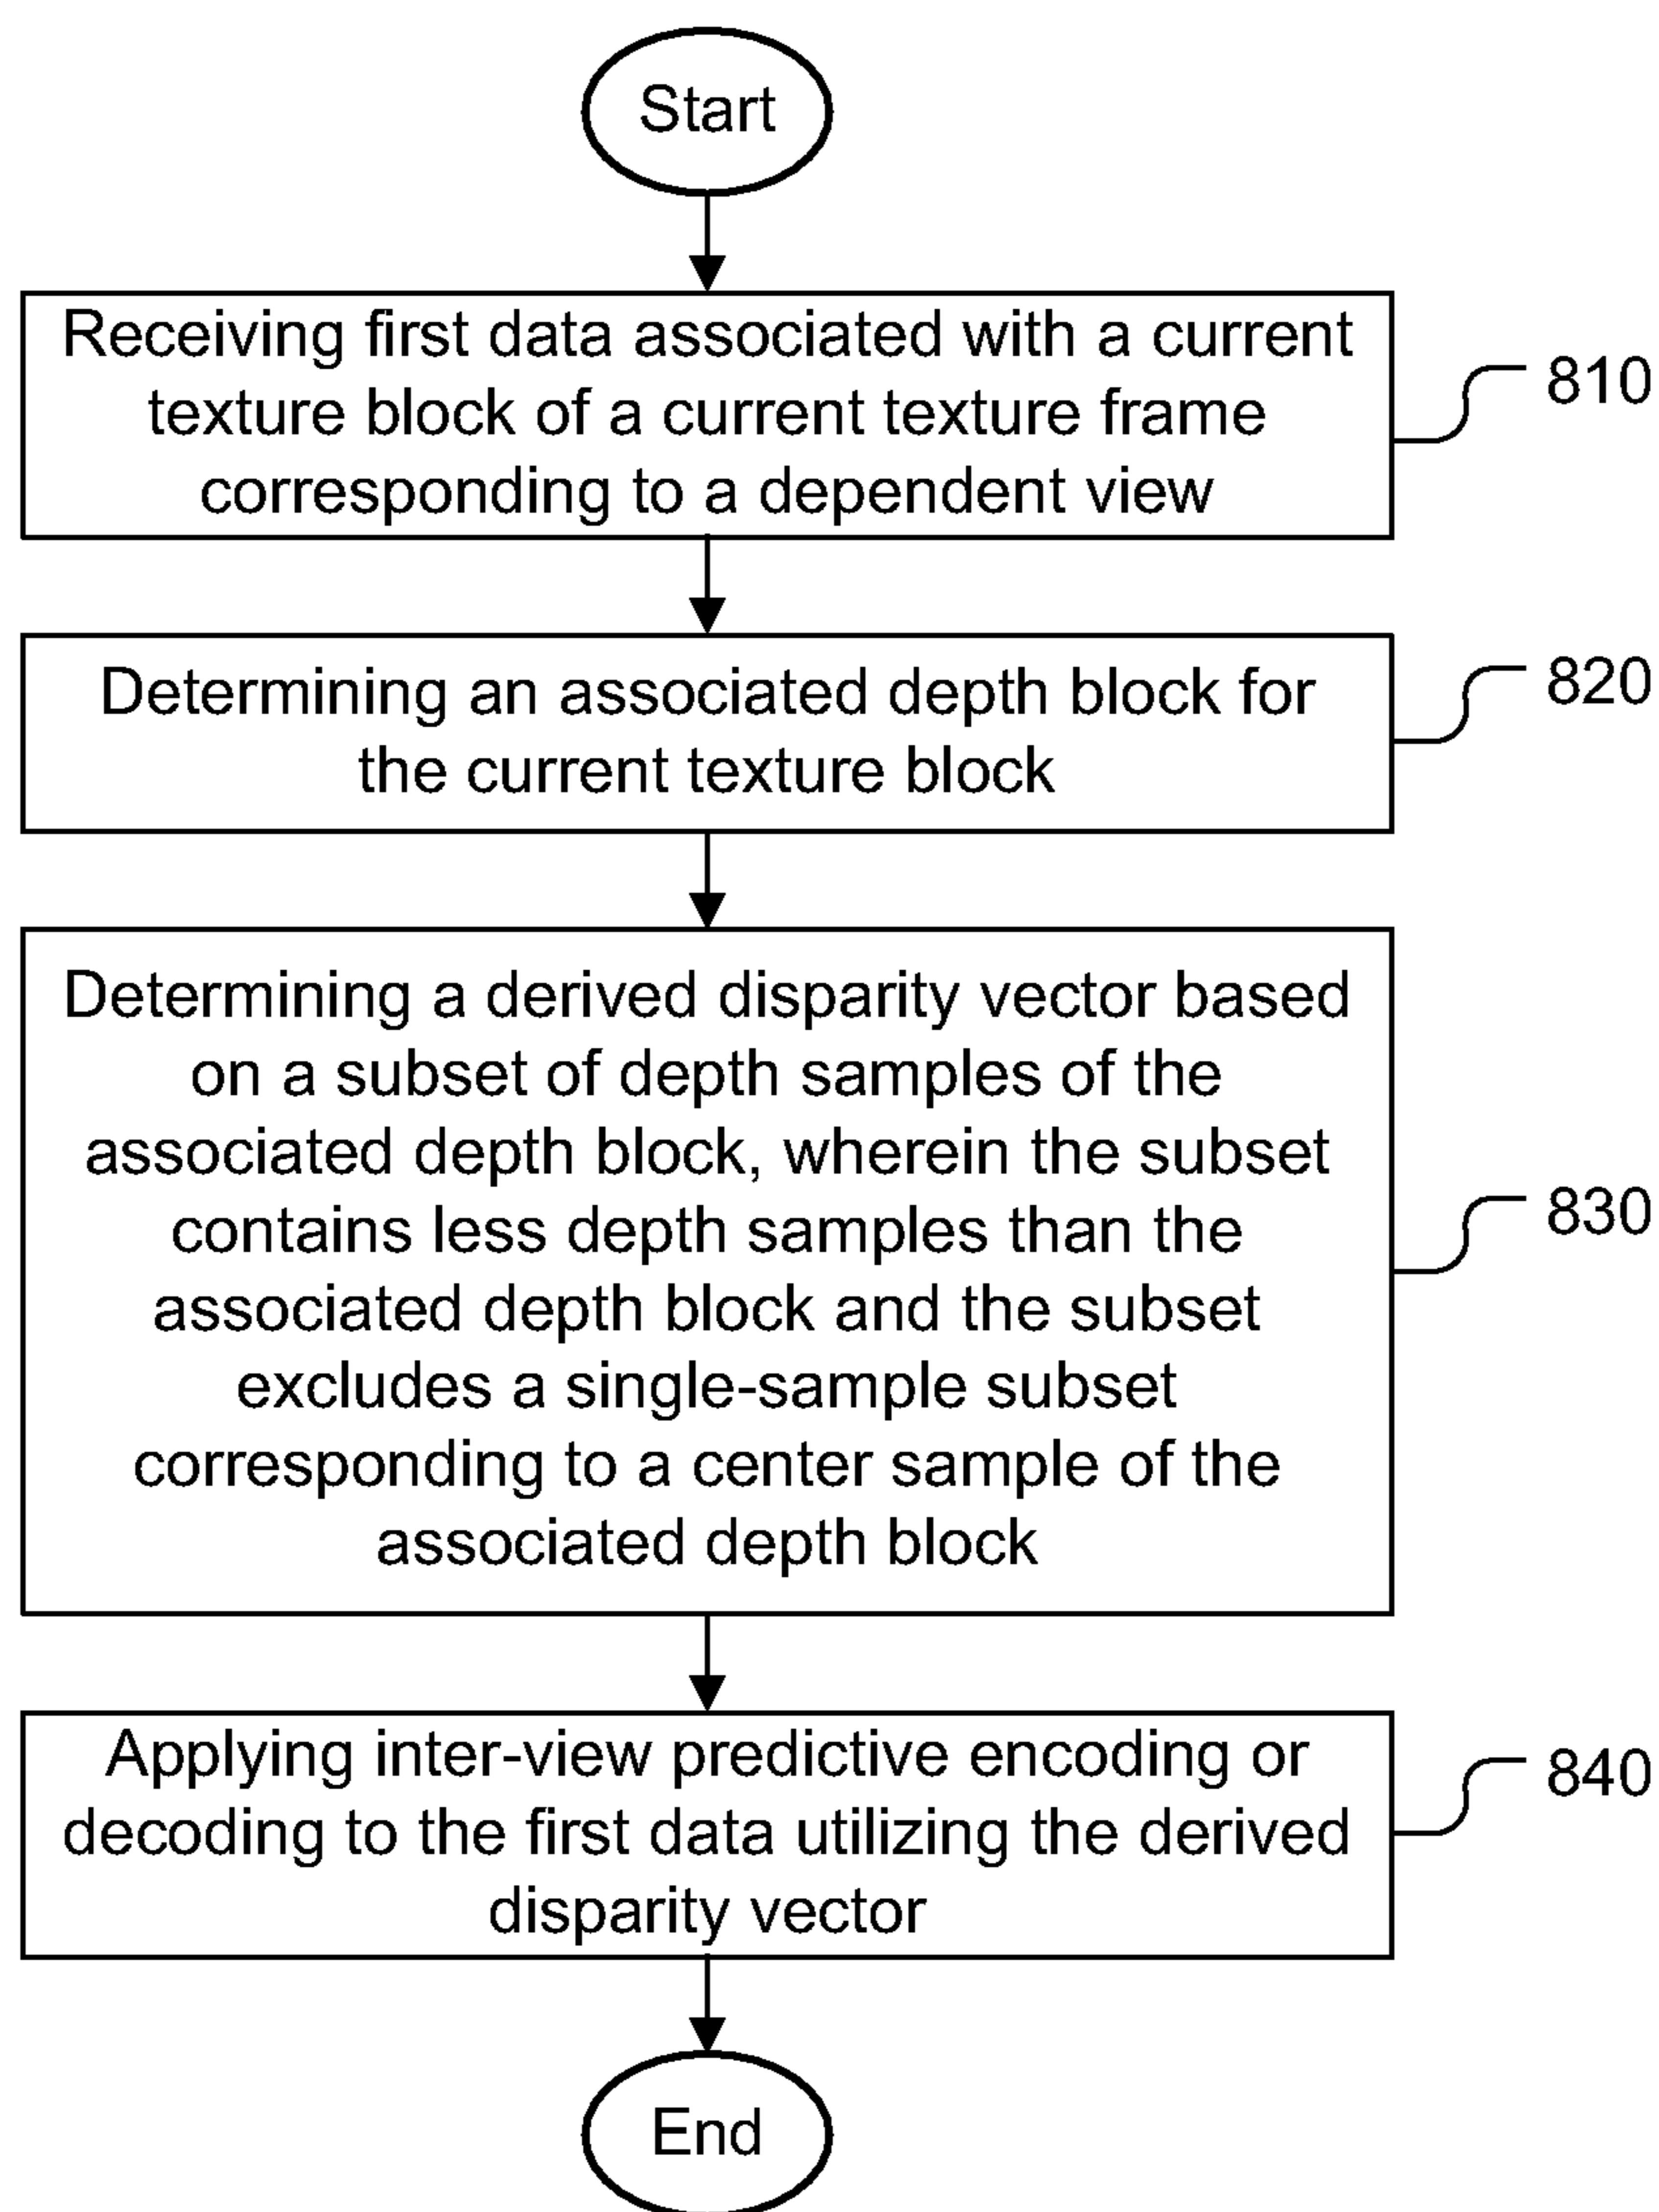 Start
Receiving first data associated with a current
texture block of a current texture frame
corresponding to a dependent view
810
Determining an associated depth block for
the current texture block
820
Determining a derived disparity vector based
on a subset of depth samples of the
associated depth block, wherein the subset
contains less depth samples than the
associated depth block and the subset
excludes a single-sample subset
corresponding to a center sample of the
associated depth block
830
Applying inter-view predictive encoding or
decoding to the first data utilizing the derived
disparity vector
840
End